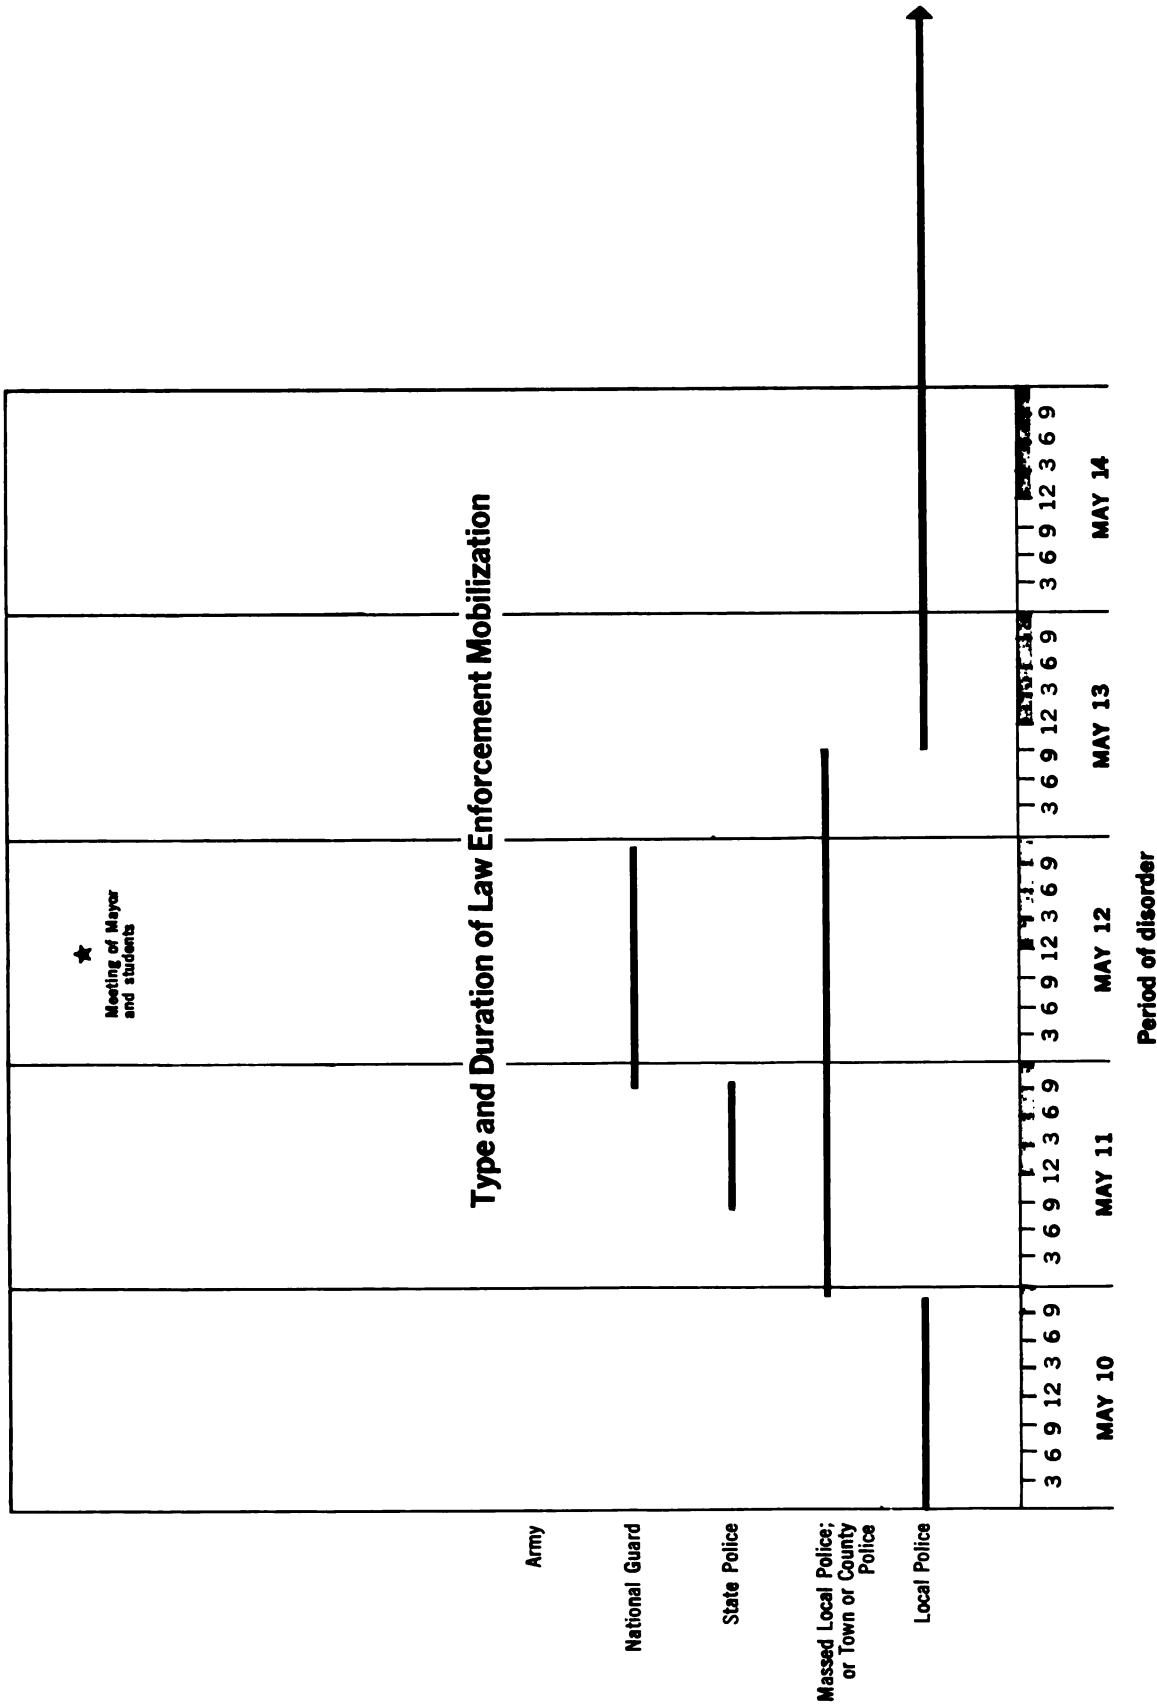 ★
Meeting of Mayor
and students
Type and Duration of Law Enforcement Mobilization
Army
National Guard
State Police
Massed Local Police;
or Town or County
Police
Local Police
3 6 9 12 3 6 9 3 6 9 12 3 6 9 3 6 9 12 3 6 9 3 6 9 12 3 6 9 3 6 9 12 3 6 9
MAY 10 MAY 11 MAY 12 MAY 13 MAY 14
Period of disorder